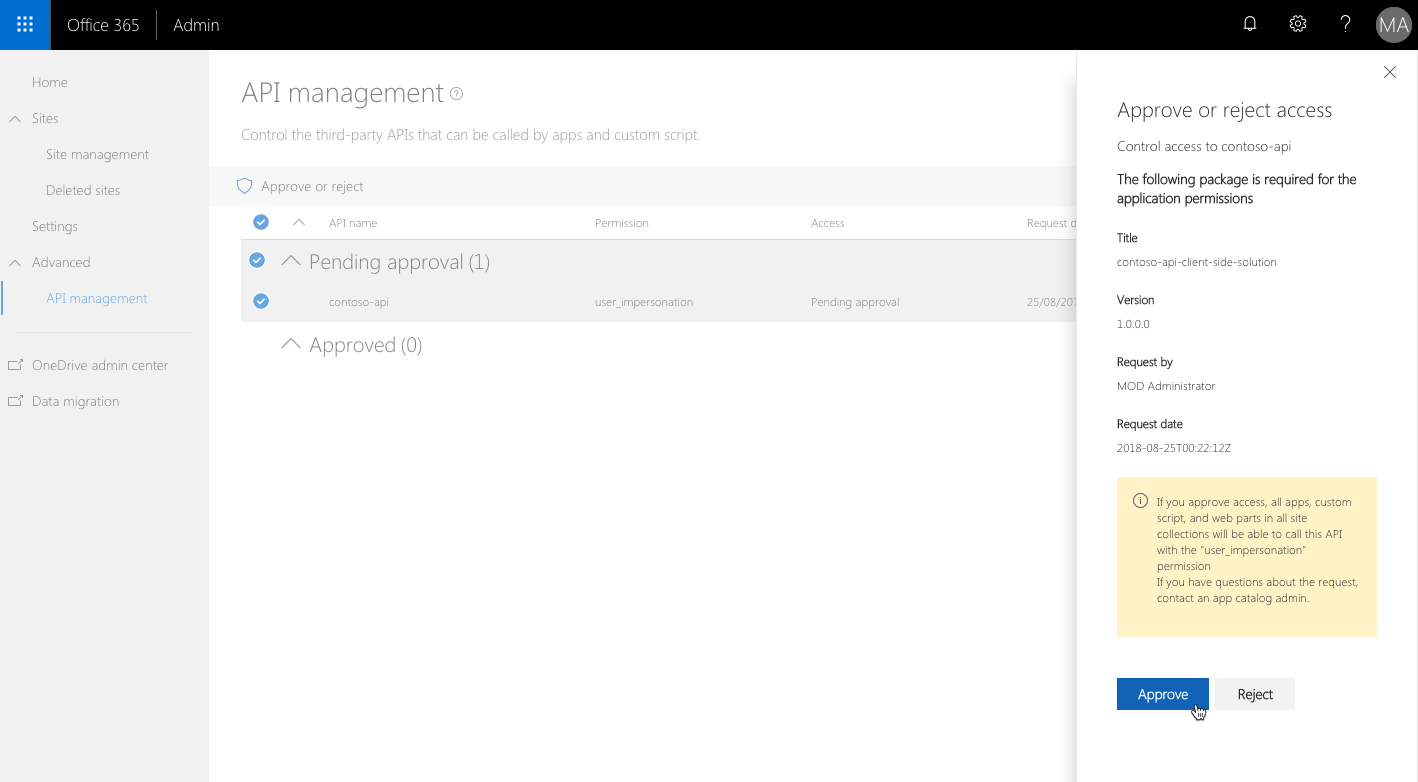 Office 365
Admin
MA
Home
Sites
Site management
Deleted sites
Settings
Advanced
API management
OneDrive admin center
Data migration
API management
Control the third-party APIs that can be called by apps and custom script.
Approve or reject
API name Permission Access Request d
Pending approval (1)
contoso-api user_impersonation Pending approval 25/08/201
Approved (0)
Approve or reject access
Control access to contoso-api
The following package is required for the
application permissions
Title
contoso-api-client-side-solution
Version
1.0.0.0
Request by
MOD Administrator
Request date
2018-08-25T00:22:12Z
If you approve access, all apps, custom
script, and web parts in all site
collections will be able to call this API
with the "user_impersonation"
permission
If you have questions about the request,
contact an app catalog admin.
Approve
Reject